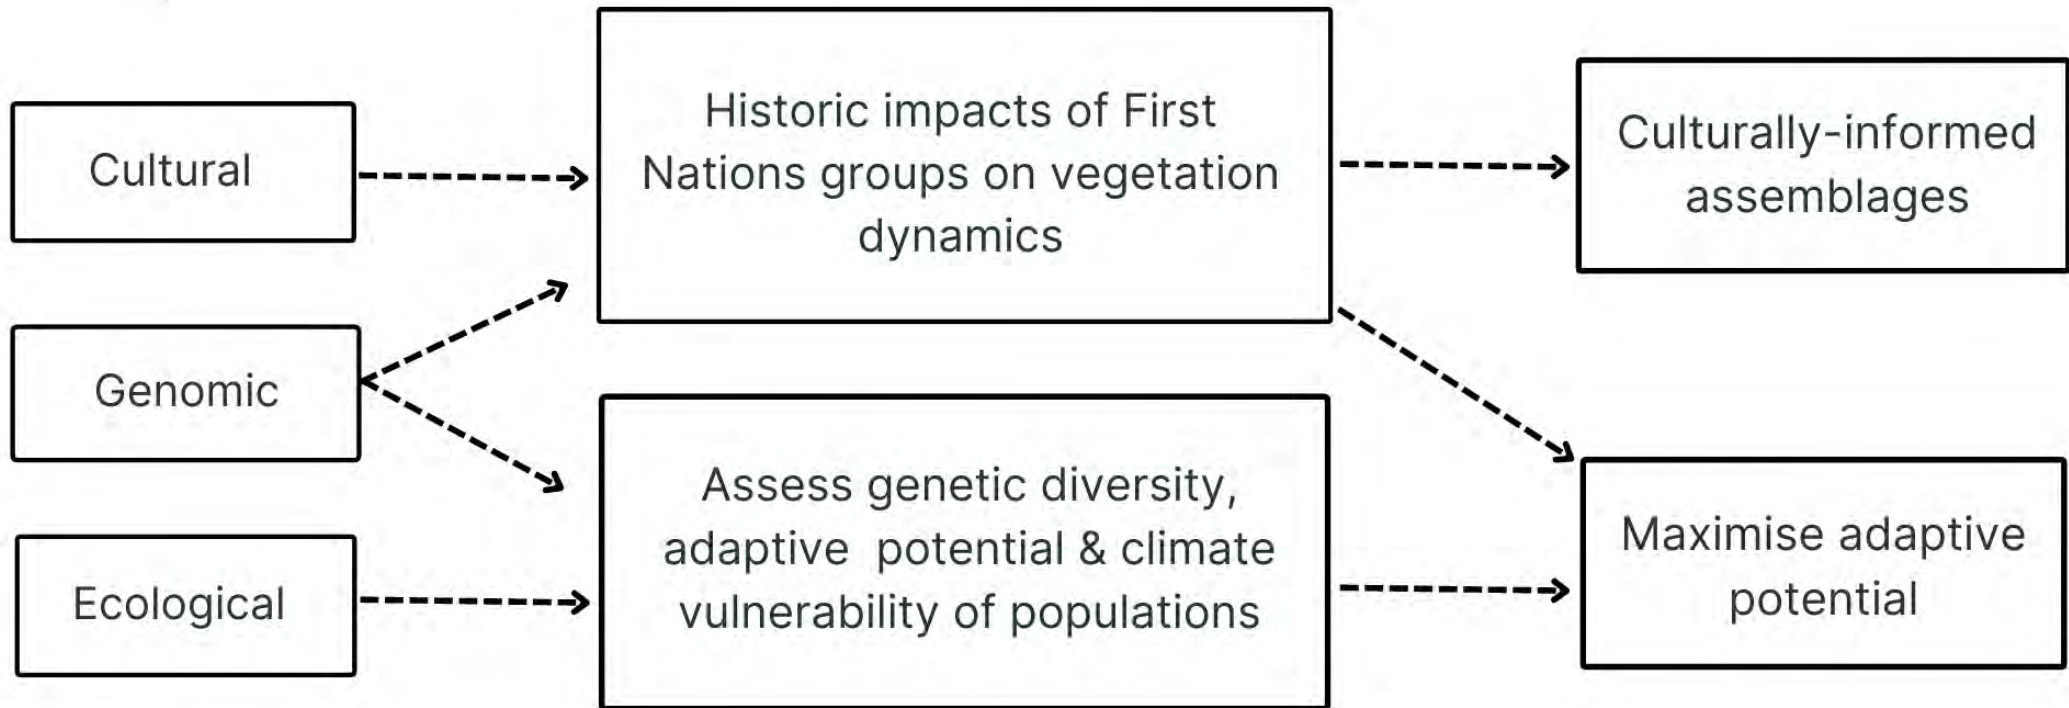 Cultural
Genomic
Ecological
Historic impacts of First
Nations groups on vegetation
dynamics
Assess genetic diversity,
adaptive potential & climate
vulnerability of populations
Culturally-informed
assemblages
Maximise adaptive
potential